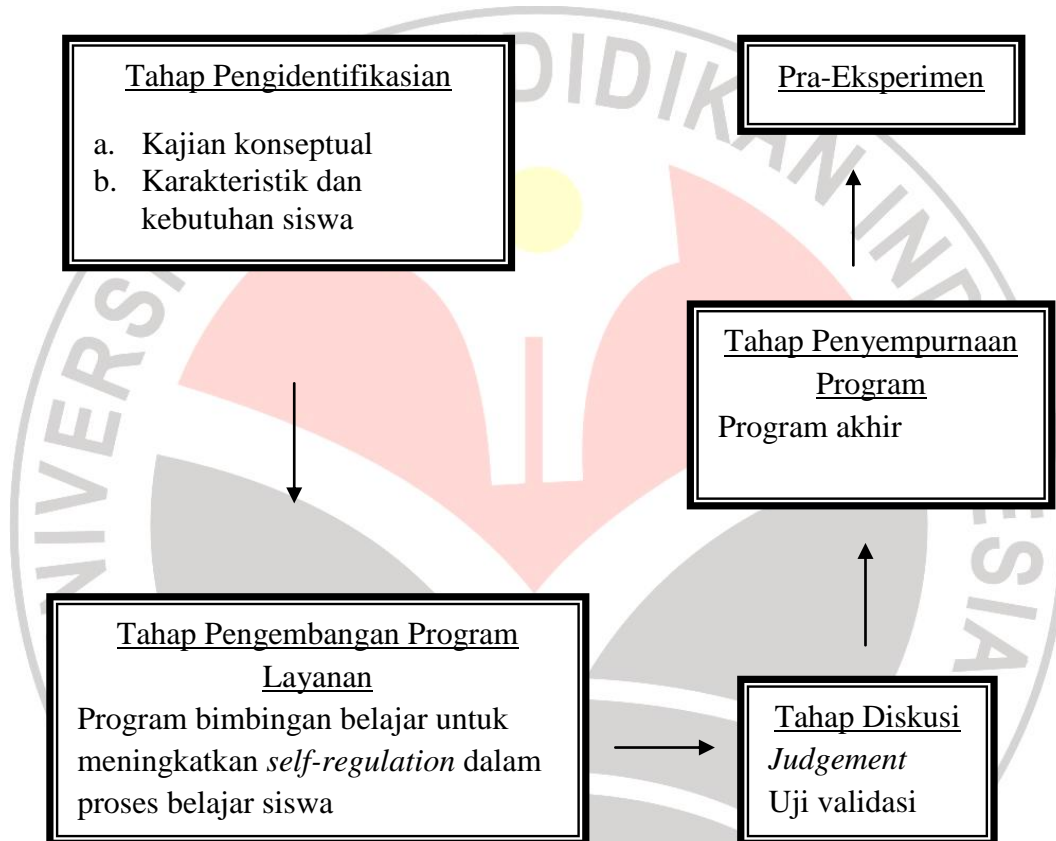 Tahap Pengidentifikasian
a. Kajian konseptual
b. Karakteristik dan
kebutuhan siswa
Tahap Pengembangan Program
Layanan
Program bimbingan belajar untuk
meningkatkan self-regulation dalam
proses belajar siswa
Tahap Diskusi
Judgement
Uji validasi
Tahap Penyempurnaan
Program
Program akhir
Pra-Eksperimen